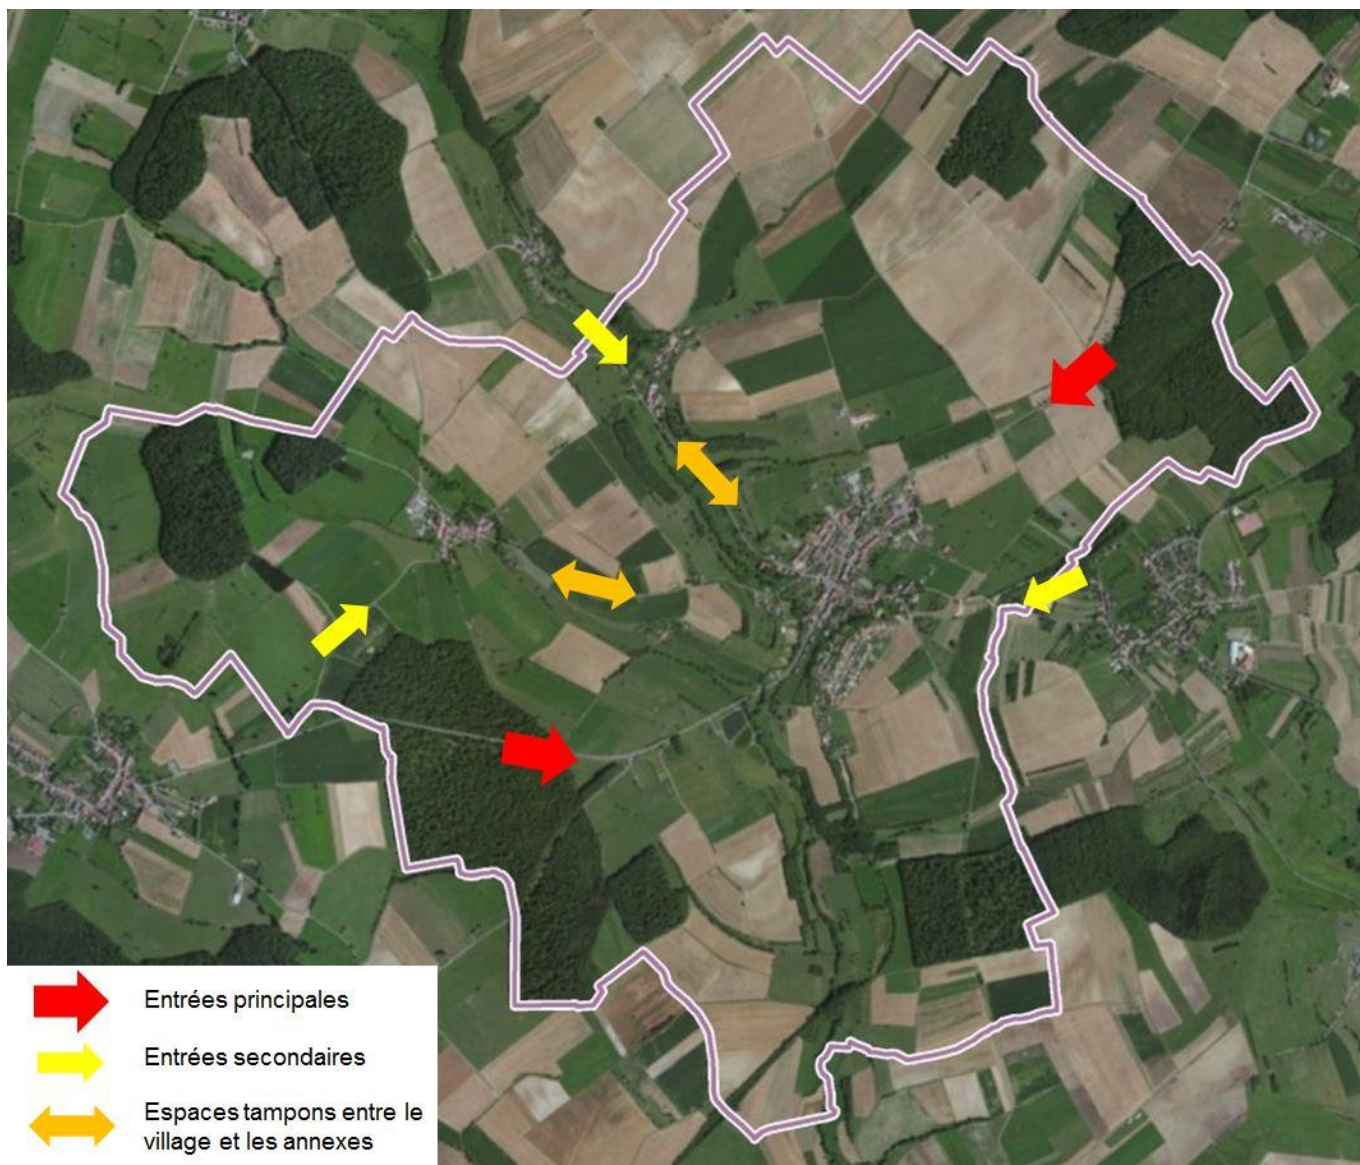 Entrées principales
Entrées secondaires
Espaces tampons entre le
village et les annexes